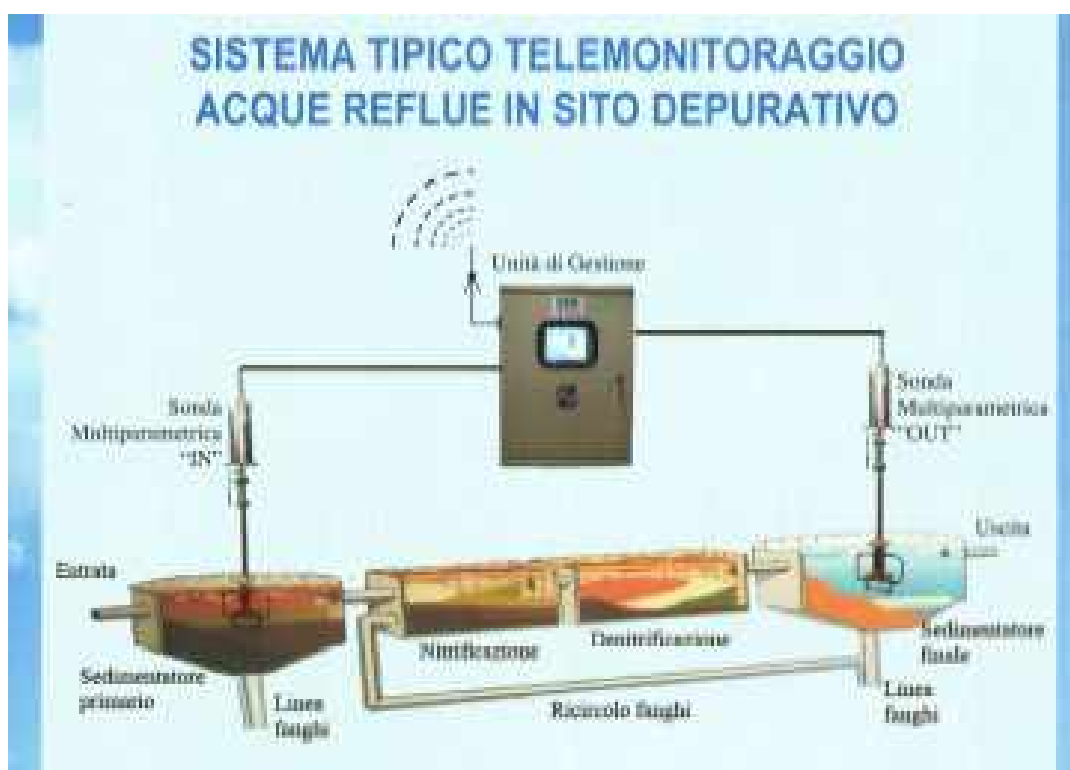 SISTEMA TIPICO TELEMONITORAGGIO
ACQUE REFLUE IN SITO DEPURATIVO
Unità di Gestione
Sonda
Multiparametrica
"IN"
Sonda
Multiparametrica
"OUT"
Entrata
Uscita
Nitrificazione
Denitrificazione
Sedimentatore
finale
Sedimentatore
primario
Linea
fanghi
Ricircolo fanghi
Linea
fanghi